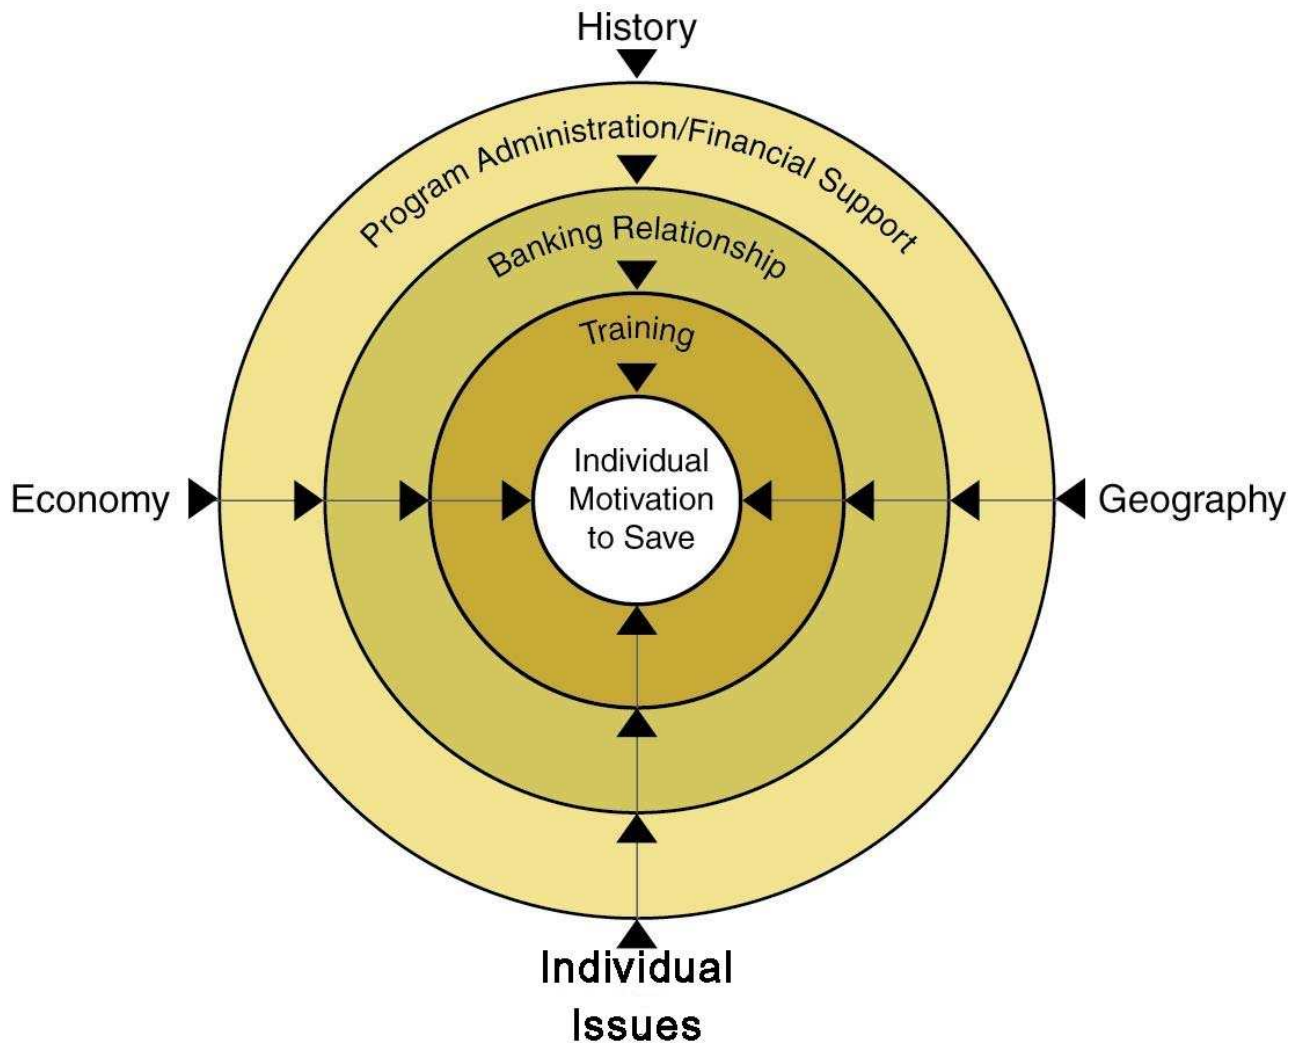 History
Program Administration/Financial Support
Banking Relationship
Training
Individual
Motivation
to Save
Economy
Geography
Individual
Issues